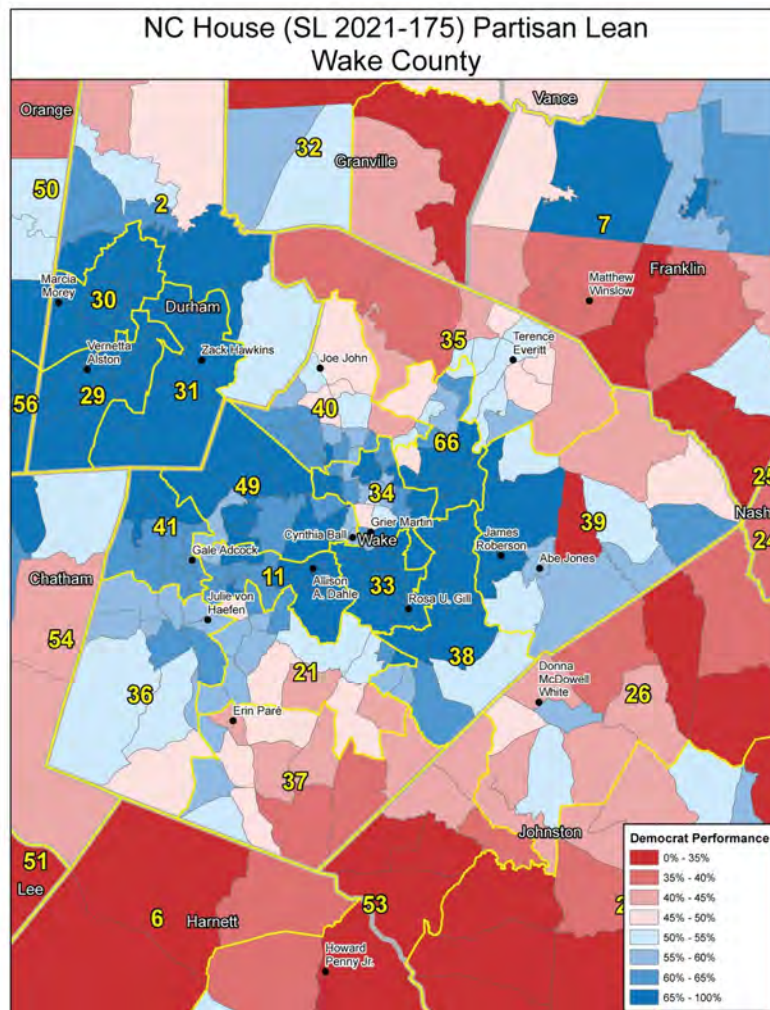 NC House (SL 2021-175) Partisan Lean
Wake County
Orange
Vance
32
Granville
50
2
7
Marcia
Morey
30
Durham
Franklin
Matthew
Winslow
35
Terence
Everitt
Vernetta
Alston
Zack Hawkins
Joe John
29
31
56
40
66
25
49
34
Nash
41
Grier Martin
39
24
Cynthia Ball
Wake
James
Roberson
Gale Adcock
Abe Jones
Chatham
11
Allison
A. Dahle
33
Julie von
Haefen
Rosa U. Gill
54
38
21
Donna
McDowell
White
36
26
Erin Paré
37
Johnston
51
Lee
6
Harnett
53
2
Howard
Penny Jr.
Democrat Performance
0% - 35%
35% - 40%
40% - 45%
45% - 50%
50% - 55%
55% - 60%
60% - 65%
65% - 100%